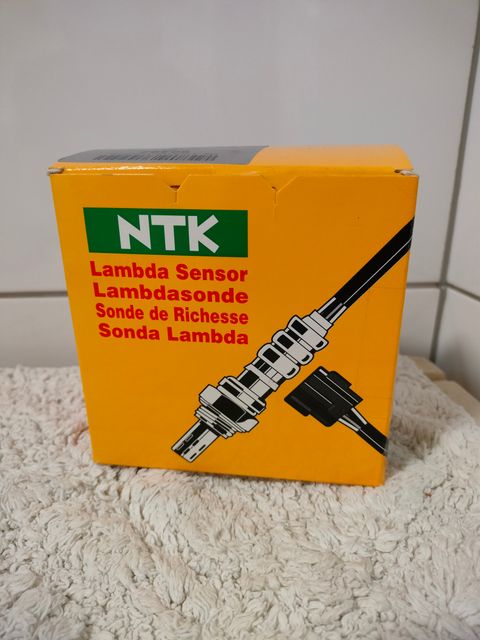 NTK
Lambda Sensor
Lambdasonde
Sonde de Richesse
Sonda Lambda